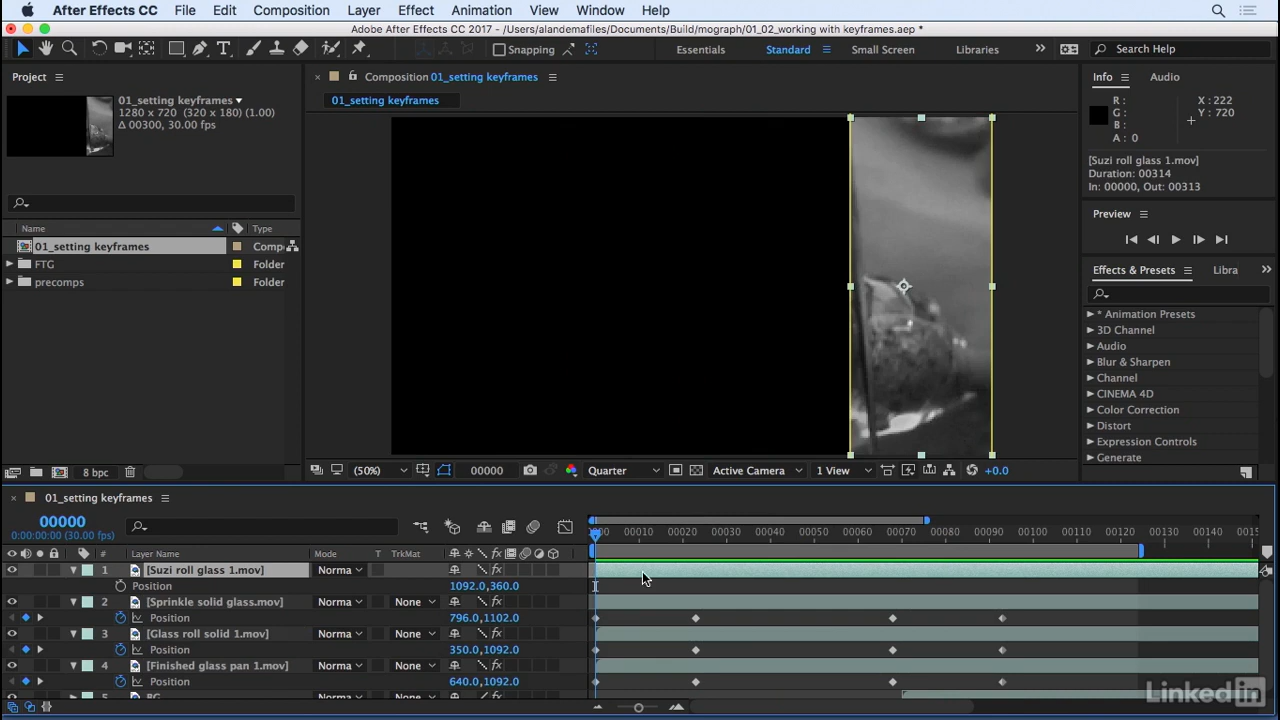 After Effects CC File Edit Composition Layer Effect Animation View Window Help
Adobe After Effects CC 2017 - /Users/alandemafiles/Documents/Build/mograph/01_02_working with keyframes.aep *
Snapping Essentials Standard Small Screen Libraries Search Help
Project
01_setting keyframes
1280 x 720 (320 x 180) (1.00)
Δ 00300, 30.00 fps
Name Type
01_setting keyframes Comp
FTG Folder
precomps Folder
8 bpc
Composition 01_setting keyframes
01_setting keyframes
(50%) 00000 Quarter Active Camera 1 View +0.0
Info Audio
R :
G :
B :
A : 0
X : 222
Y : 720
[Suzi roll glass 1.mov]
Duration: 00314
In: 00000, Out: 00313
Preview
Effects & Presets Libra
* Animation Presets
3D Channel
Audio
Blur & Sharpen
Channel
CINEMA 4D
Color Correction
Distort
Expression Controls
Generate
01_setting keyframes
00000
0:00:00:00 (30.00 fps)
00010 00020 00030 00040 00050 00060 00070 00080 00090 00100 00110 00120 00130 00140 0015
# Layer Name Mode T TrkMat
1 [Suzi roll glass 1.mov] Norma
Position 1092.0,360.0
2 [Sprinkle solid glass.mov] Norma None
Position 796.0,1102.0
3 [Glass roll solid 1.mov] Norma None
Position 350.0,1092.0
4 [Finished glass pan 1.mov] Norma None
Position 640.0,1092.0
5 BG
LinkedIn